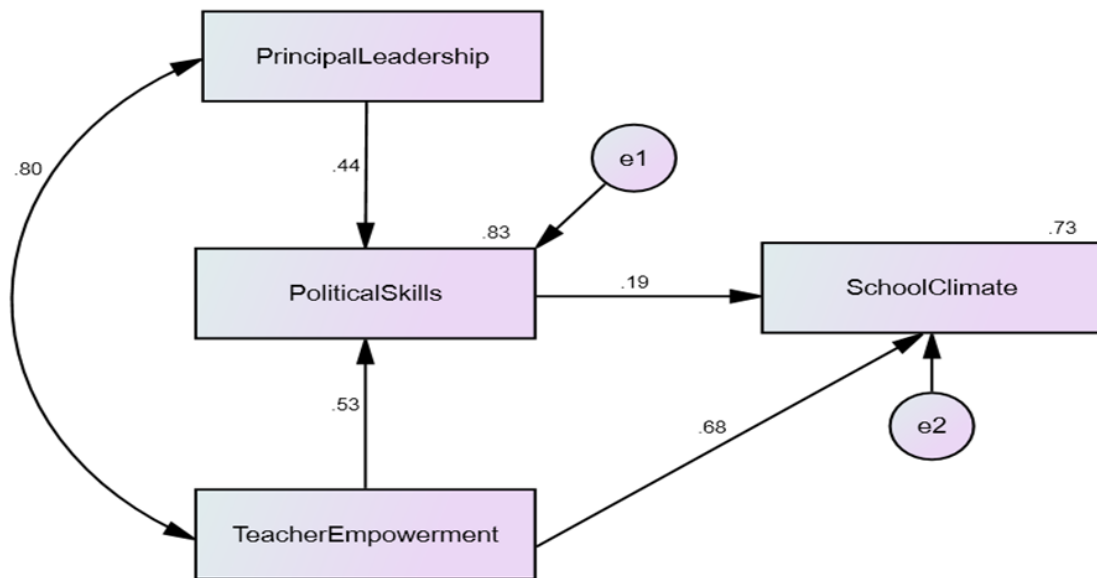 PrincipalLeadership
.80
.44
e1
.83
.73
PoliticalSkills
.19
SchoolClimate
.53
.68
e2
TeacherEmpowerment